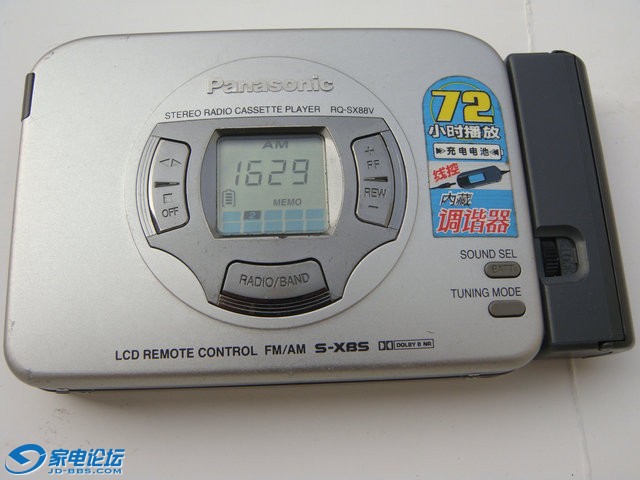 Panasonic
STEREO RADIO CASSETTE PLAYER RQ-SX88V
AM
1629
MEMO
2
OFF
+
FF
REW
−
RADIO/BAND
72
小时播放
充电电池
线控
内藏
调谐器
SOUND SEL
BATT
TUNING MODE
LCD REMOTE CONTROL FM/AM S-XBS DOLBY B NR
家电论坛
JD-BBS.COM